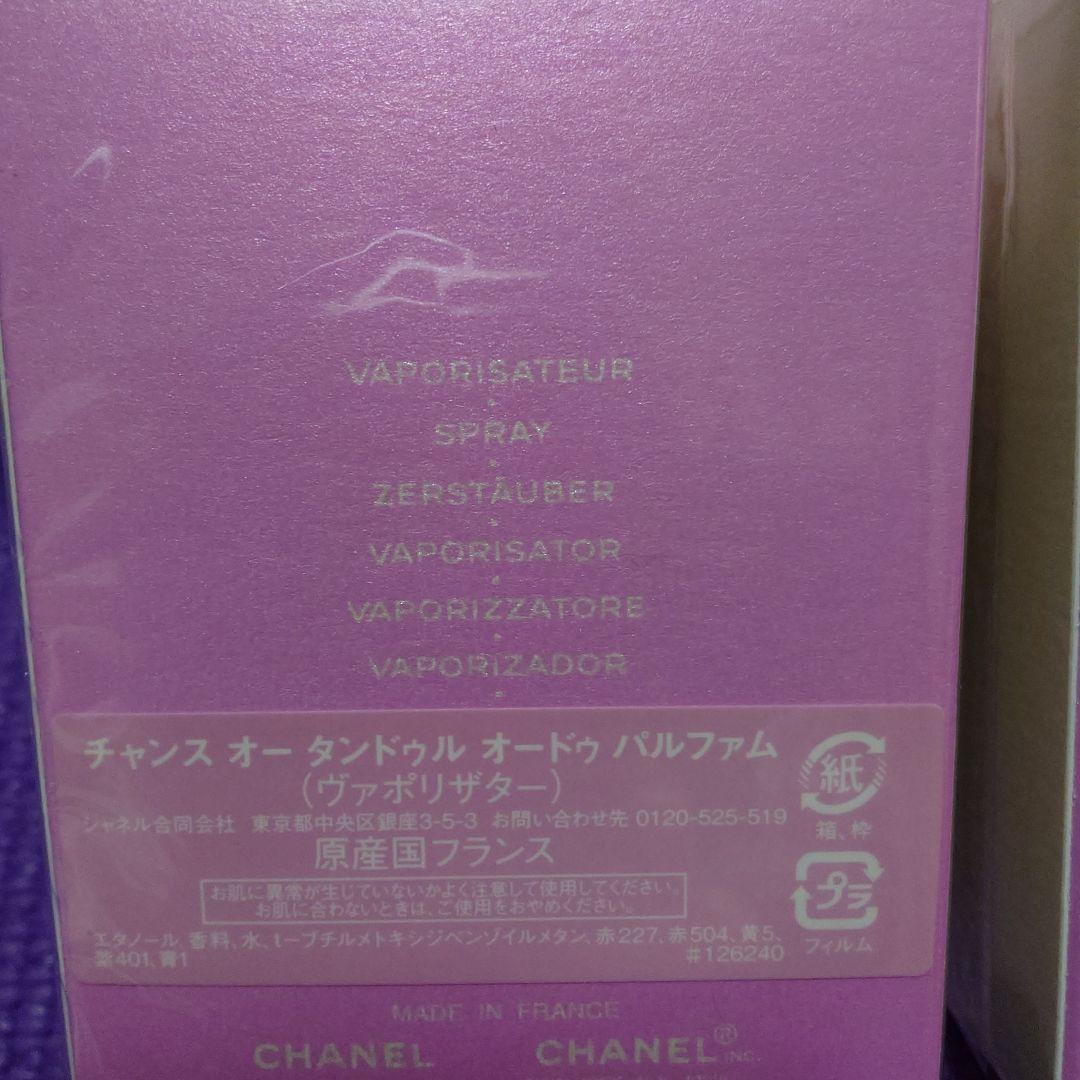 VAPORISATEUR
SPRAY
ZERSTÄUBER
VAPORISATOR
VAPORIZZATORE
VAPORIZADOR
チャンス オー タンドゥル オードゥ パルファム
(ヴァポリザター)
シャネル合同会社 東京都中央区銀座3-5-3 お問い合わせ先 0120-525-519
原産国フランス
お肌に異常が生じていないかよく注意して使用してください。
お肌に合わないときは、ご使用をおやめください。
エタノール、香料、水、t-ブチルメトキシジベンゾイルメタン、赤227、赤504、黄5、
紫401、青1 #126240
紙
箱、枠
プラ
フィルム
MADE IN FRANCE
CHANEL CHANEL® INC.